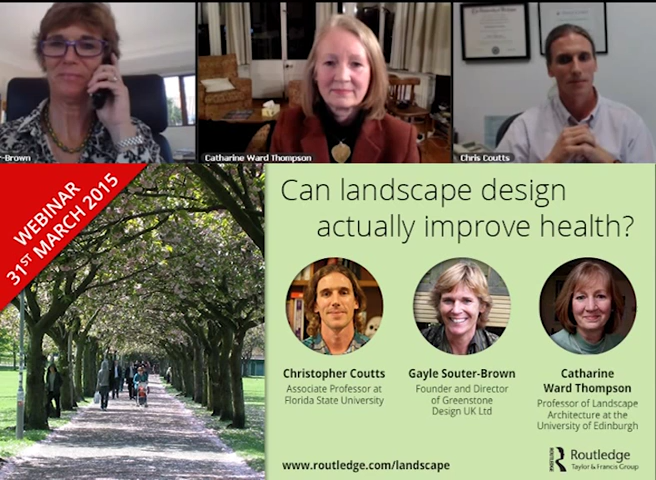 -Brown
Catharine Ward Thompson
Chris Coutts
WEBINAR
31ST MARCH 2015
Can landscape design
actually improve health?
Christopher Coutts
Associate Professor at
Florida State University
Gayle Souter-Brown
Founder and Director
of Greenstone
Design UK Ltd
Catharine
Ward Thompson
Professor of Landscape
Architecture at the
University of Edinburgh
www.routledge.com/landscape
ROUTLEDGE
Routledge
Taylor & Francis Group